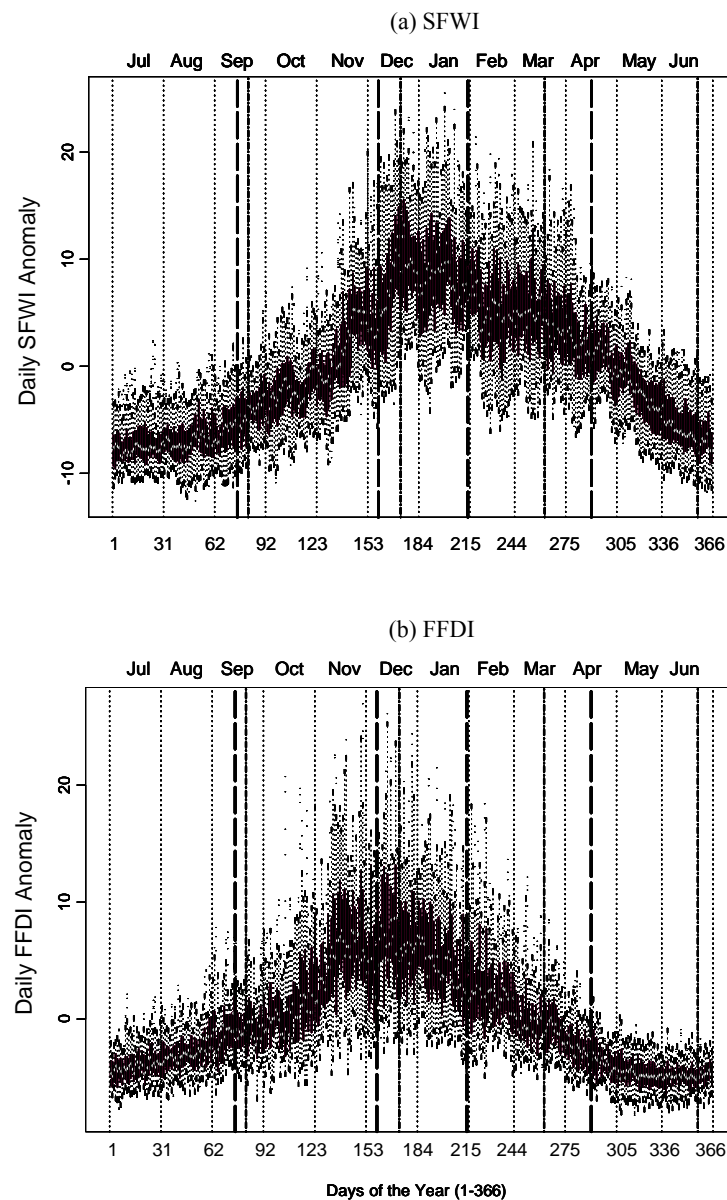 (a) SFWI
Jul Aug Sep Oct Nov Dec Jan Feb Mar Apr May Jun
Daily SFWI Anomaly
20
10
0
-10
1 31 62 92 123 153 184 215 244 275 305 336 366
(b) FFDI
Jul Aug Sep Oct Nov Dec Jan Feb Mar Apr May Jun
Daily FFDI Anomaly
20
10
0
1 31 62 92 123 153 184 215 244 275 305 336 366
Days of the Year (1-366)